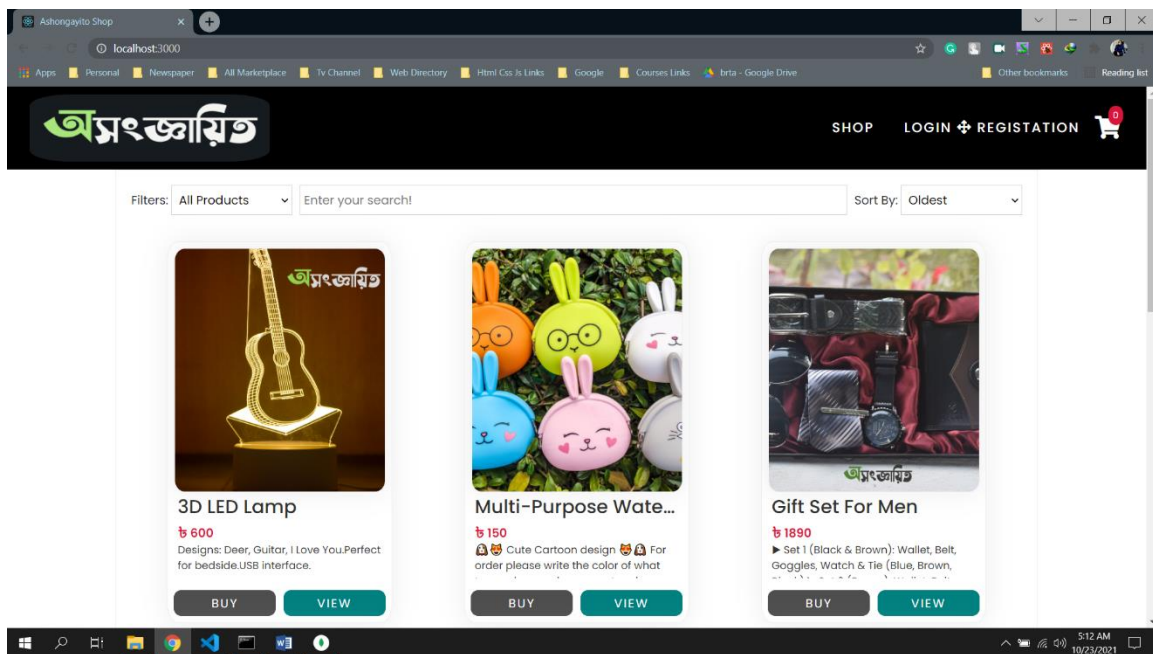 Ashongayito Shop
localhost:3000
Apps Personal Newspaper All Marketplace Tv Channel Web Directory Html Css Js Links Google Courses Links brta - Google Drive Other bookmarks Reading list
অসংজ্ঞায়িত
SHOP LOGIN REGISTATION 0
Filters: All Products Enter your search! Sort By: Oldest
অসংজ্ঞায়িত
অসংজ্ঞায়িত
3D LED Lamp
৳ 600
Designs: Deer, Guitar, I Love You.Perfect
for bedside.USB interface.
BUY VIEW
Multi-Purpose Wate...
৳ 150
🐶🐯 Cute Cartoon design 🐯🐶 For
order please write the color of what
BUY VIEW
Gift Set For Men
৳ 1890
▶ Set 1 (Black & Brown): Wallet, Belt,
Goggles, Watch & Tie (Blue, Brown,
BUY VIEW
5:12 AM
10/23/2021